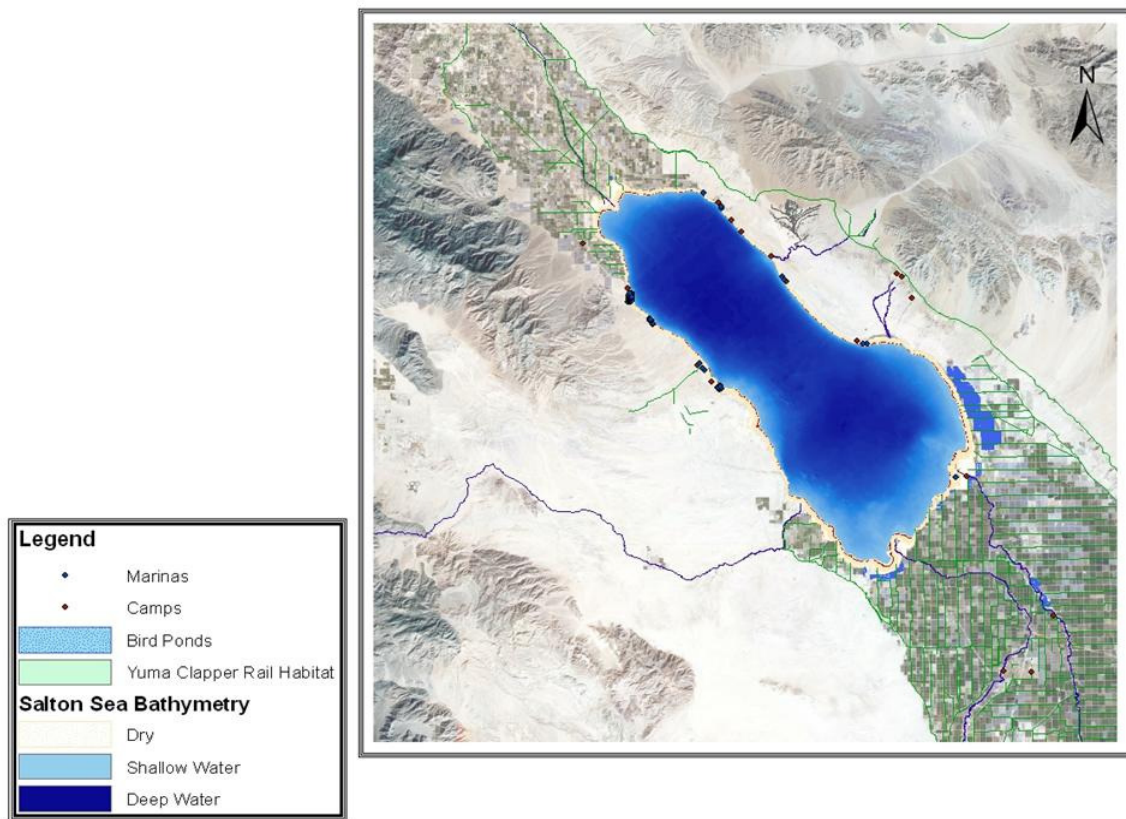 N
Legend
Marinas
Camps
Bird Ponds
Yuma Clapper Rail Habitat
Salton Sea Bathymetry
Dry
Shallow Water
Deep Water